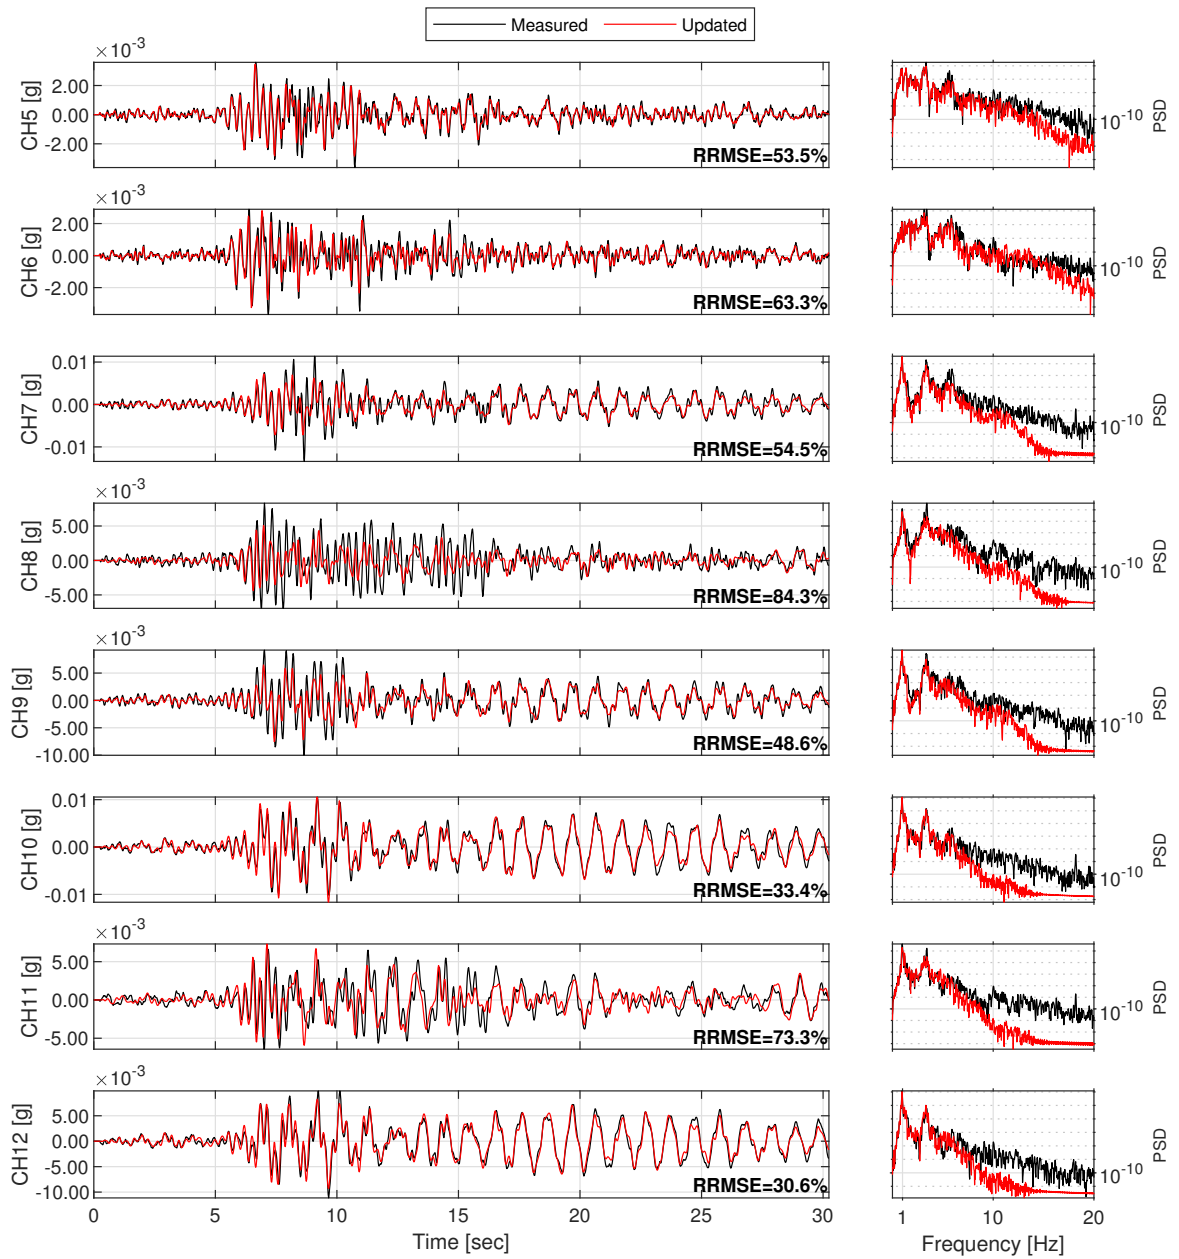 Measured Updated
×10-3
CH5 [g]
2.00
0.00
-2.00
RRMSE=53.5%
10-10
PSD
×10-3
CH6 [g]
2.00
0.00
-2.00
RRMSE=63.3%
10-10
PSD
CH7 [g]
0.01
0.00
-0.01
RRMSE=54.5%
10-10
PSD
×10-3
CH8 [g]
5.00
0.00
-5.00
RRMSE=84.3%
10-10
PSD
×10-3
CH9 [g]
5.00
0.00
-5.00
-10.00
RRMSE=48.6%
10-10
PSD
CH10 [g]
0.01
0.00
-0.01
RRMSE=33.4%
10-10
PSD
×10-3
CH11 [g]
5.00
0.00
-5.00
RRMSE=73.3%
10-10
PSD
×10-3
CH12 [g]
5.00
0.00
-5.00
-10.00
RRMSE=30.6%
10-10
PSD
0 5 10 15 20 25 30
Time [sec]
1 10 20
Frequency [Hz]